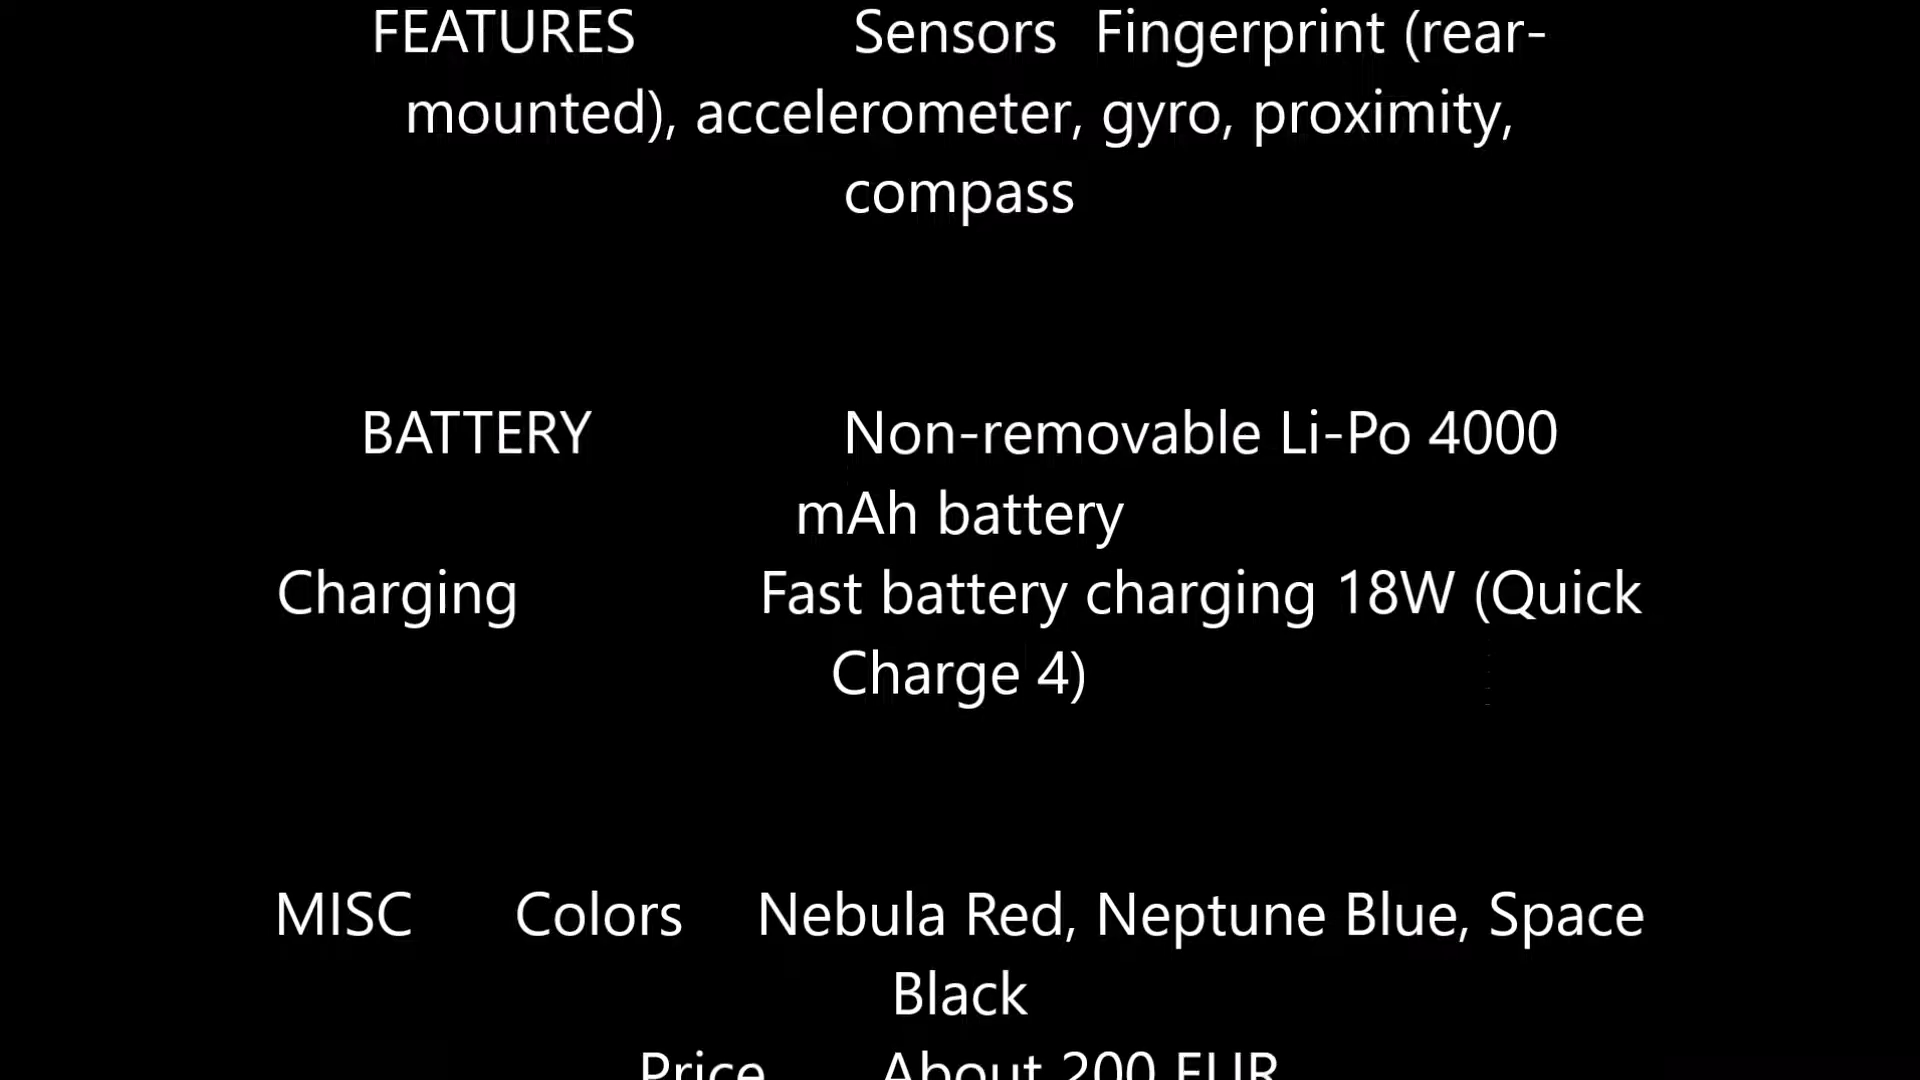 FEATURES Sensors Fingerprint (rear-
mounted), accelerometer, gyro, proximity,
compass
BATTERY Non-removable Li-Po 4000
mAh battery
Charging Fast battery charging 18W (Quick
Charge 4)
MISC Colors Nebula Red, Neptune Blue, Space
Black
Price About 200 EUR